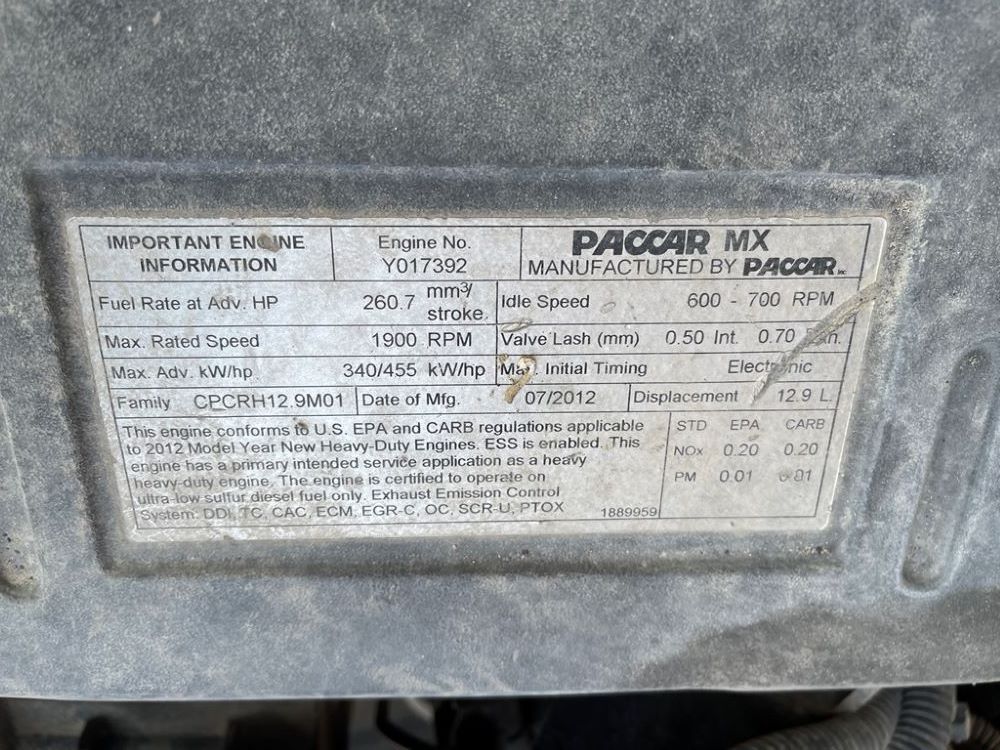 IMPORTANT ENGINE
INFORMATION
Engine No.
Y017392
PACCAR MX
MANUFACTURED BY PACCAR INC
Fuel Rate at Adv. HP 260.7 mm3/
stroke
Idle Speed 600 - 700 RPM
Max. Rated Speed 1900 RPM
Valve Lash (mm) 0.50 Int. 0.70
Max. Adv. kW/hp 340/455 kW/hp
Initial Timing Electronic
Family CPCRH12.9M01
Date of Mfg. 07/2012
Displacement 12.9 L
This engine conforms to U.S. EPA and CARB regulations applicable
to 2012 Model Year New Heavy-Duty Engines. ESS is enabled. This
engine has a primary intended service application as a heavy
heavy-duty engine. The engine is certified to operate on
ultra-low sulfur diesel fuel only. Exhaust Emission Control
System: DDI, TC, CAC, ECM, EGR-C, OC, SCR-U, PTOX
1889959
STD EPA CARB
NOx 0.20 0.20
PM 0.01